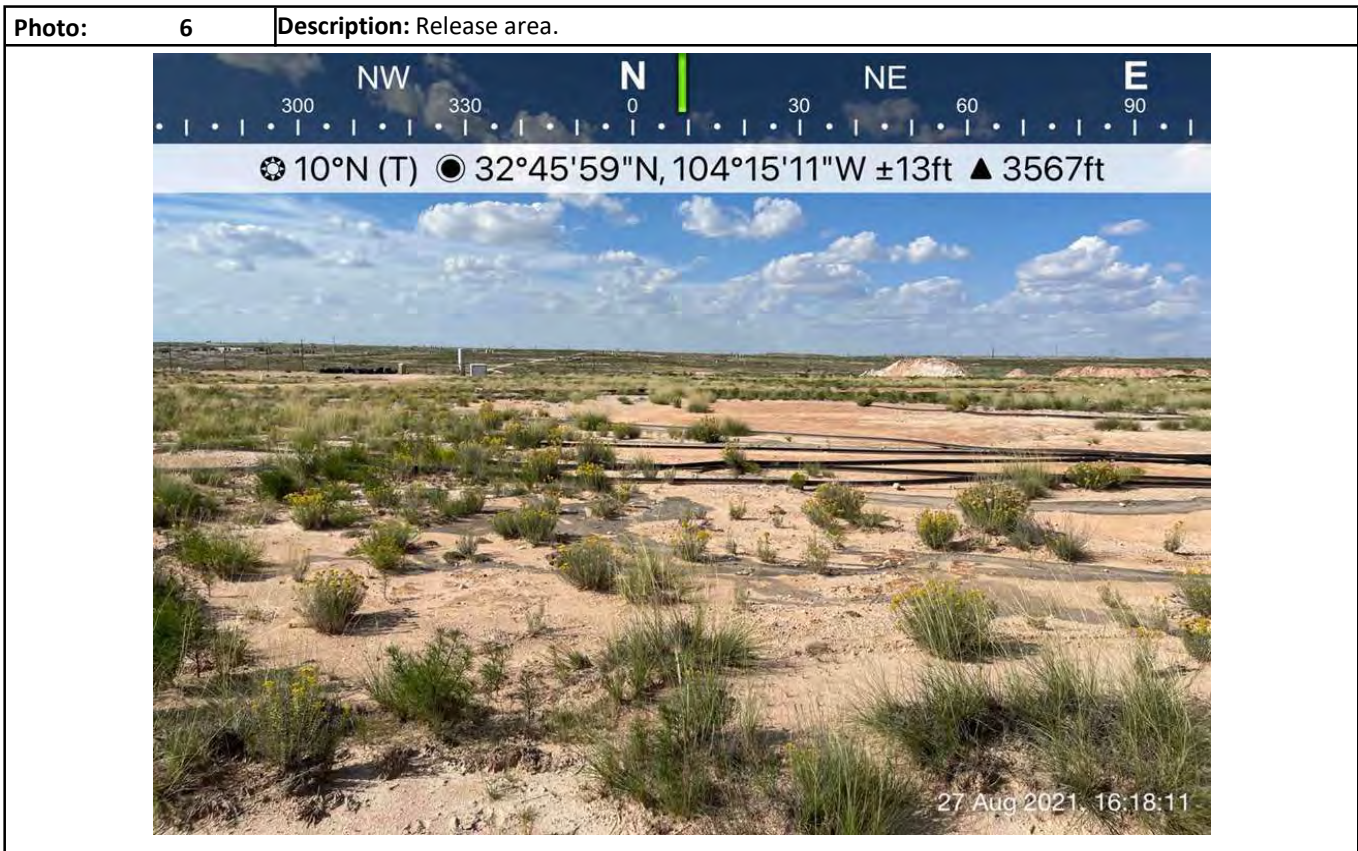 Photo: 6 Description: Release area.
NW N NE E
300 330 0 30 60 90
10°N (T) 32°45'59"N, 104°15'11"W ±13ft ▲ 3567ft
27 Aug 2021, 16:18:11